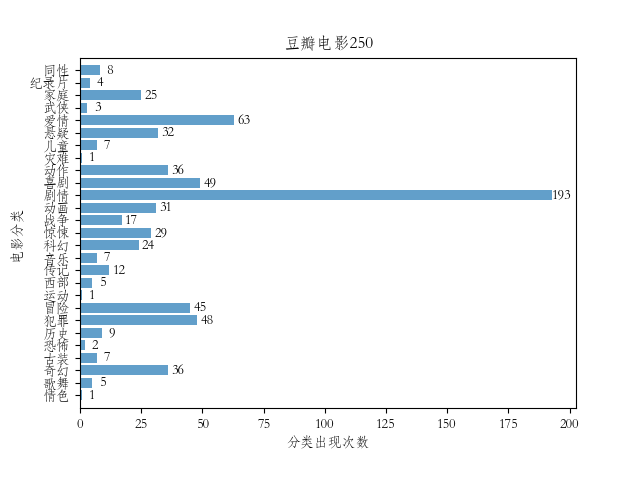 豆瓣电影250
同性 8
纪录片 4
家庭 25
武侠 3
爱情 63
悬疑 32
儿童 7
灾难 1
动作 36
喜剧 49
剧情 193
动画 31
战争 17
惊悚 29
科幻 24
音乐 7
传记 12
西部 5
运动 1
冒险 45
犯罪 48
历史 9
恐怖 2
古装 7
奇幻 36
歌舞 5
情色 1
电影分类
0 25 50 75 100 125 150 175 200
分类出现次数